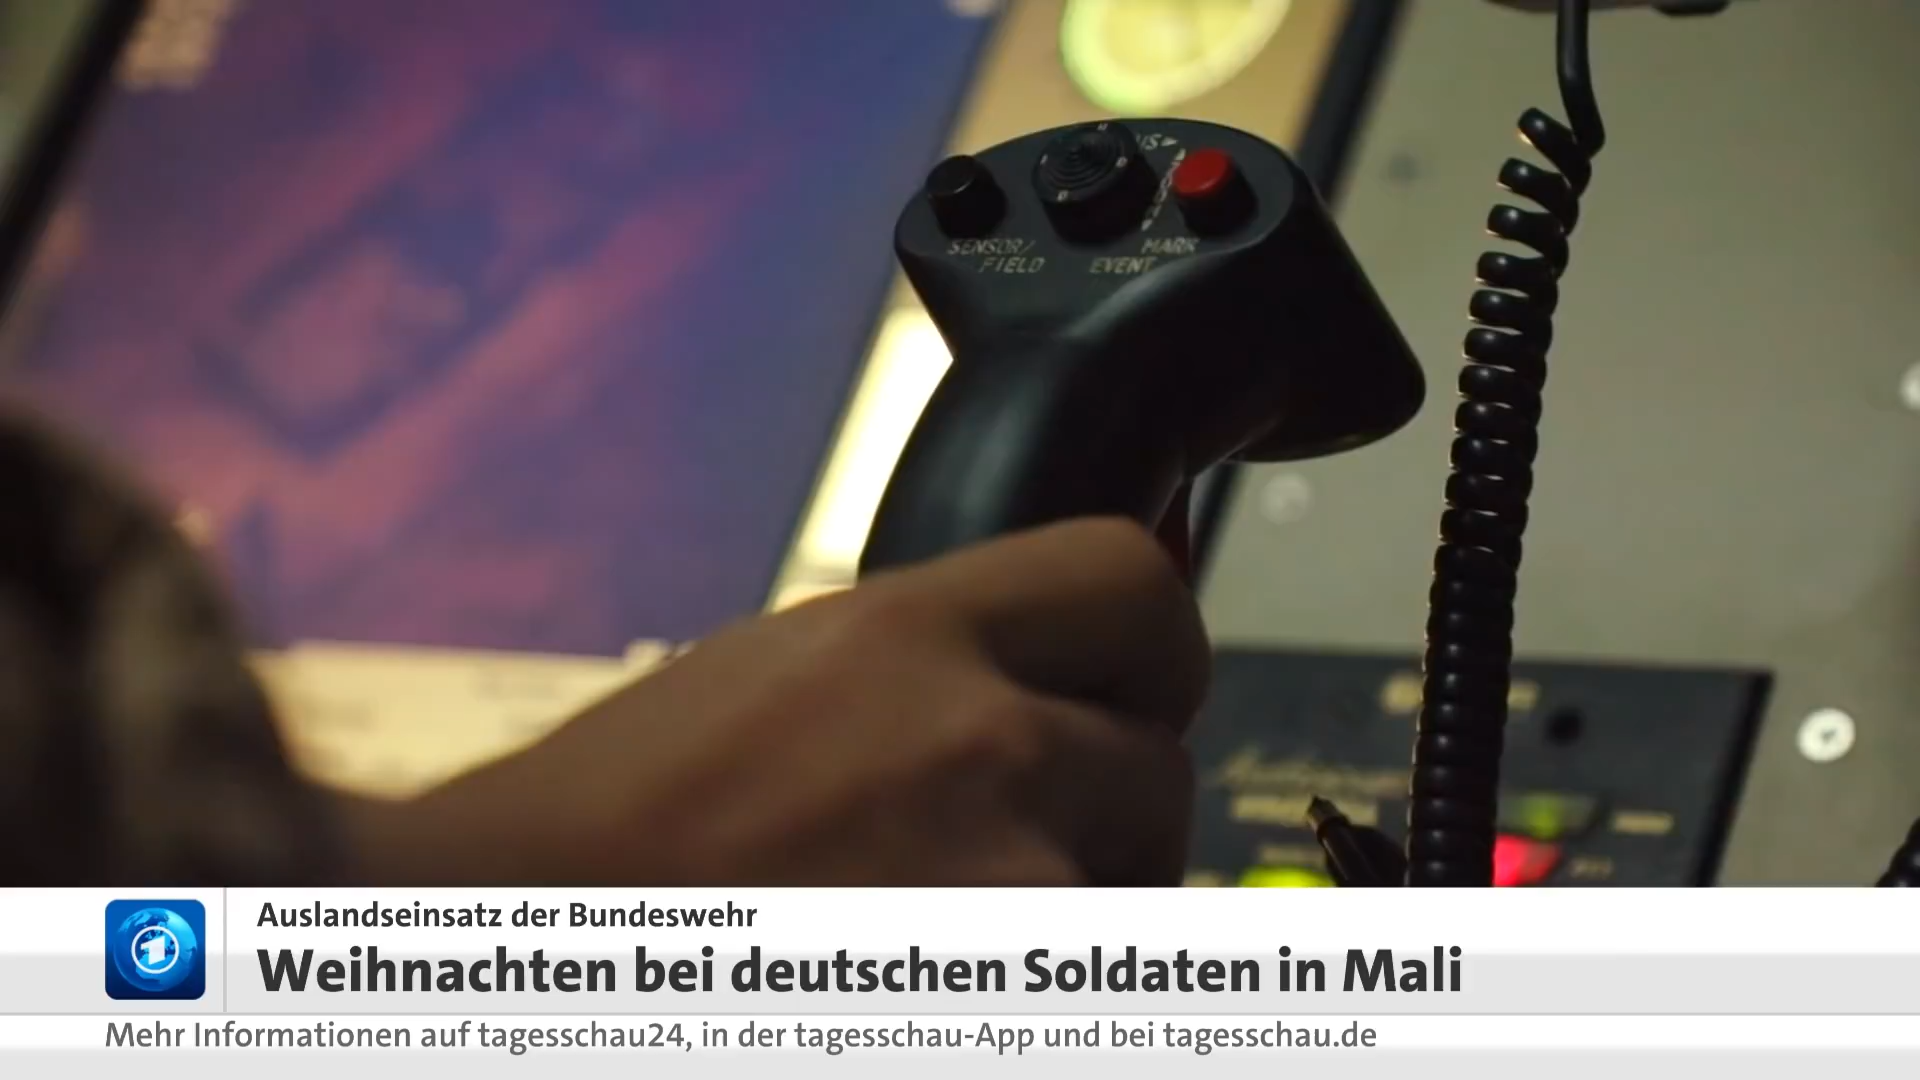 SENSOR/
FIELD
MARK
EVENT
Auslandseinsatz der Bundeswehr
Weihnachten bei deutschen Soldaten in Mali
Mehr Informationen auf tagesschau24, in der tagesschau-App und bei tagesschau.de